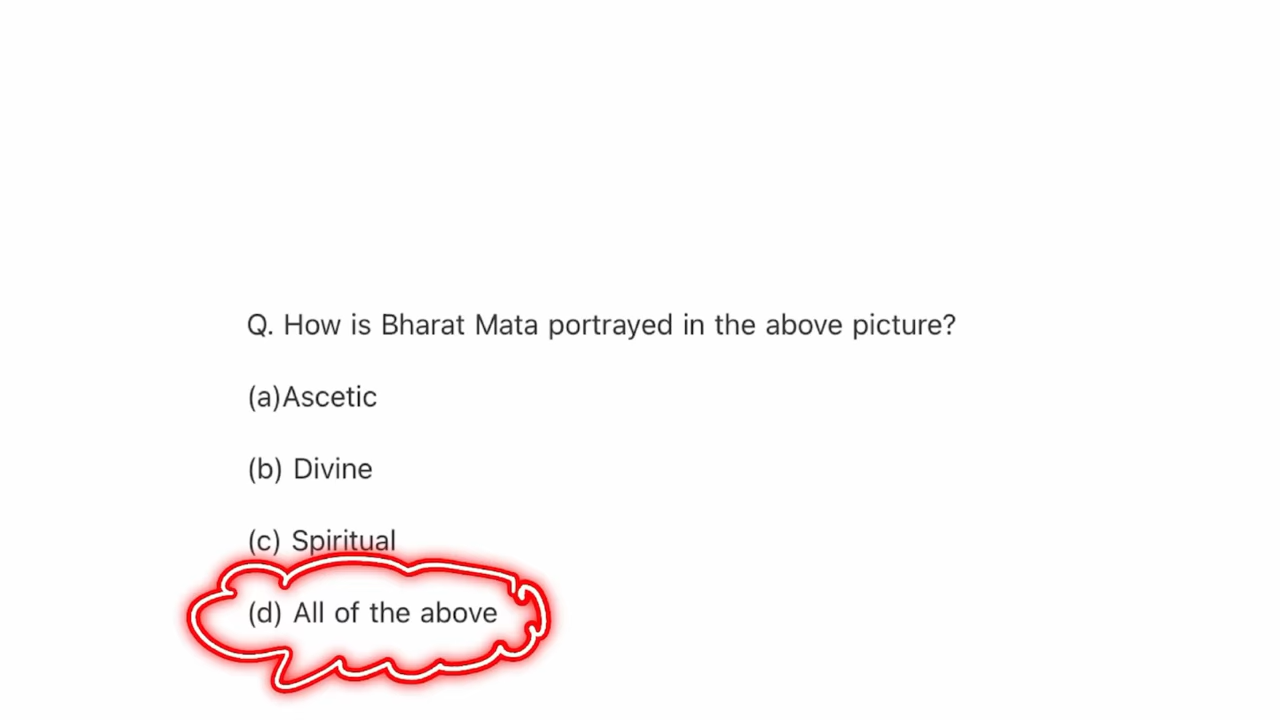 Q. How is Bharat Mata portrayed in the above picture?
(a)Ascetic
(b) Divine
(c) Spiritual
(d) All of the above